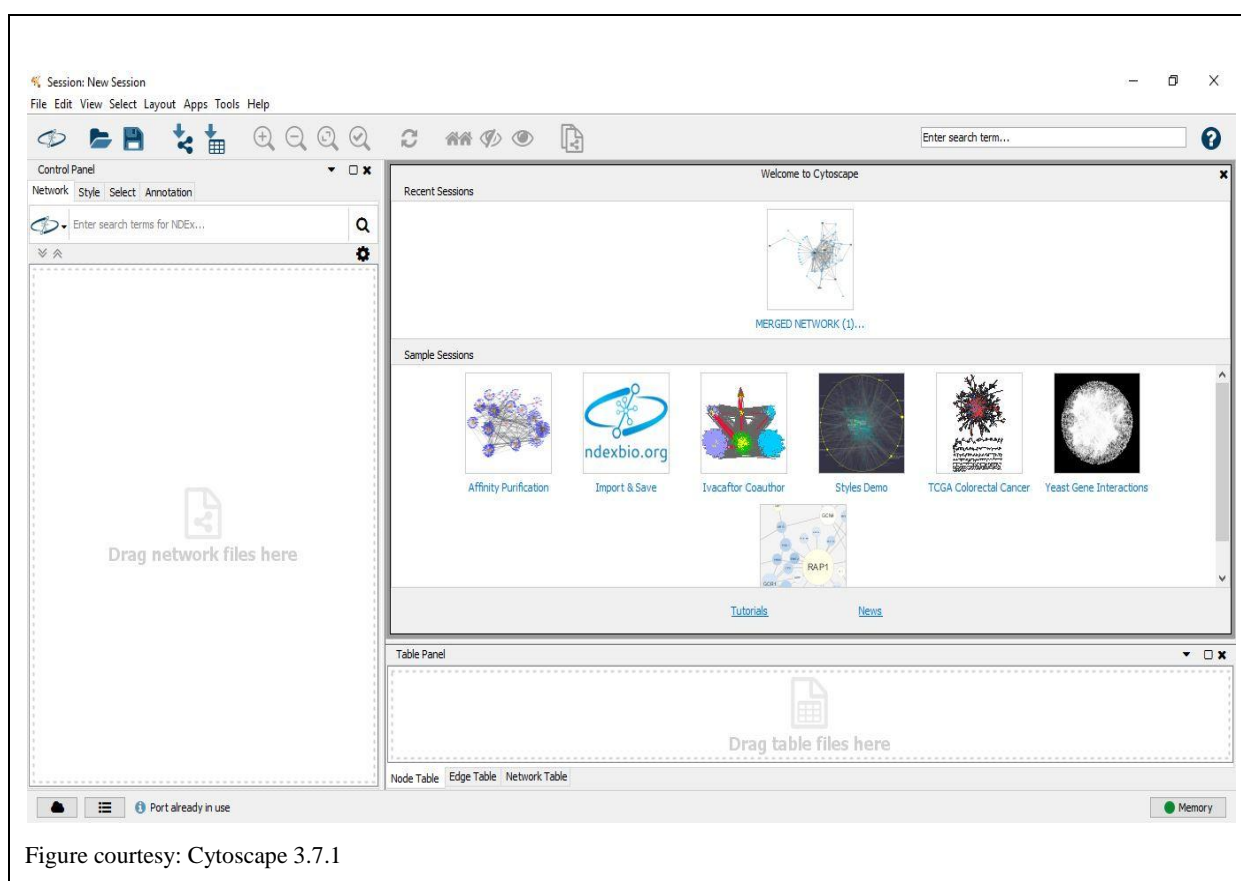 Session: New Session
File Edit View Select Layout Apps Tools Help
Enter search term...
Control Panel
Network Style Select Annotation
Enter search terms for NDEx...
Drag network files here
Welcome to Cytoscape
Recent Sessions
MERGED NETWORK (1)...
Sample Sessions
ndexbio.org
Affinity Purification Import & Save Ivacaftor Coauthor Styles Demo TCGA Colorectal Cancer Yeast Gene Interactions
RAP1
Tutorials News
Table Panel
Drag table files here
Node Table Edge Table Network Table
Port already in use
Memory
Figure courtesy: Cytoscape 3.7.1